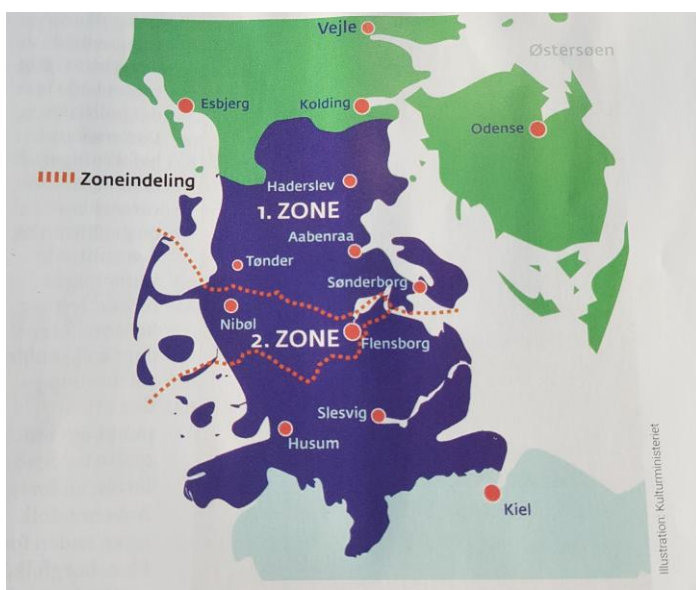 Vejle
Østersøen
Esbjerg
Kolding
Odense
Zoneindeling
Haderslev
1. ZONE
Aabenraa
Tønder
Sønderborg
Nibøl
2. ZONE
Flensborg
Slesvig
Husum
Kiel
Illustration: Kulturministeriet